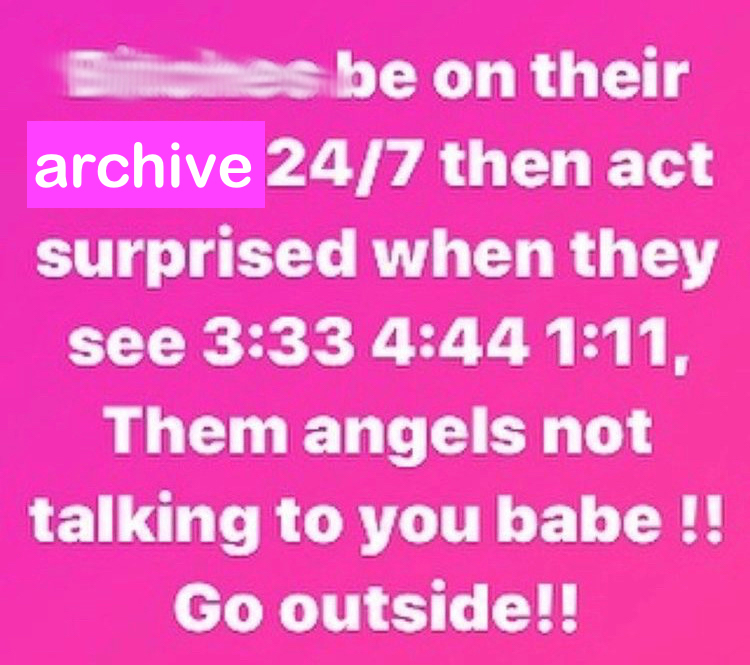 be on their
archive 24/7 then act
surprised when they
see 3:33 4:44 1:11,
Them angels not
talking to you babe !!
Go outside!!